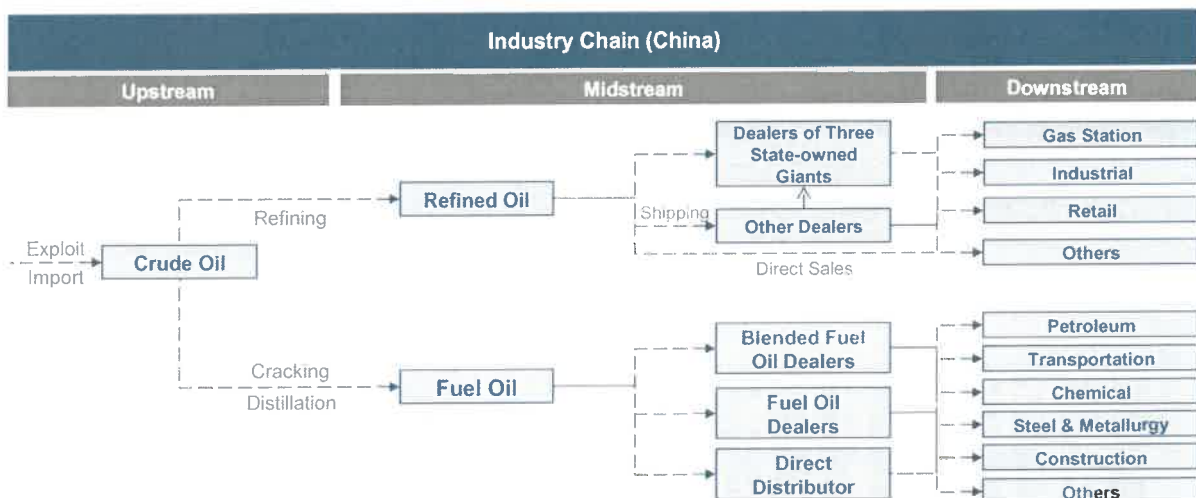 Industry Chain (China)
Upstream
Midstream
Downstream
Dealers of Three
State-owned
Giants
Gas Station
Industrial
Refined Oil
Refining
Shipping
Other Dealers
Retail
Exploit
Import
Crude Oil
Direct Sales
Others
Cracking
Distillation
Fuel Oil
Blended Fuel
Oil Dealers
Fuel Oil
Dealers
Direct
Distributor
Petroleum
Transportation
Chemical
Steel & Metallurgy
Construction
Others